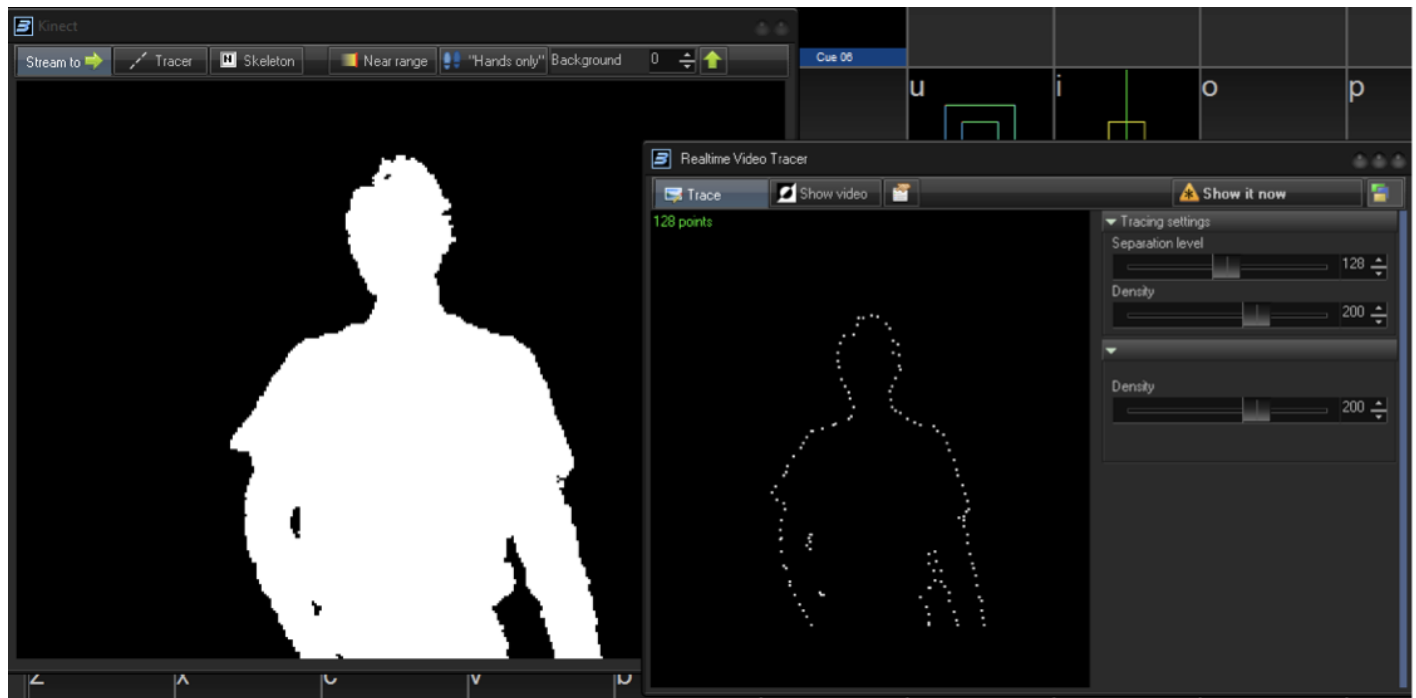 Kinect
Stream to
Tracer
Skeleton
Near range
"Hands only"
Background
0
Cue 06
u
i
o
p
Realtime Video Tracer
Trace
Show video
Show it now
128 points
Tracing settings
Separation level
128
Density
200
Density
200
z
x
c
v
b